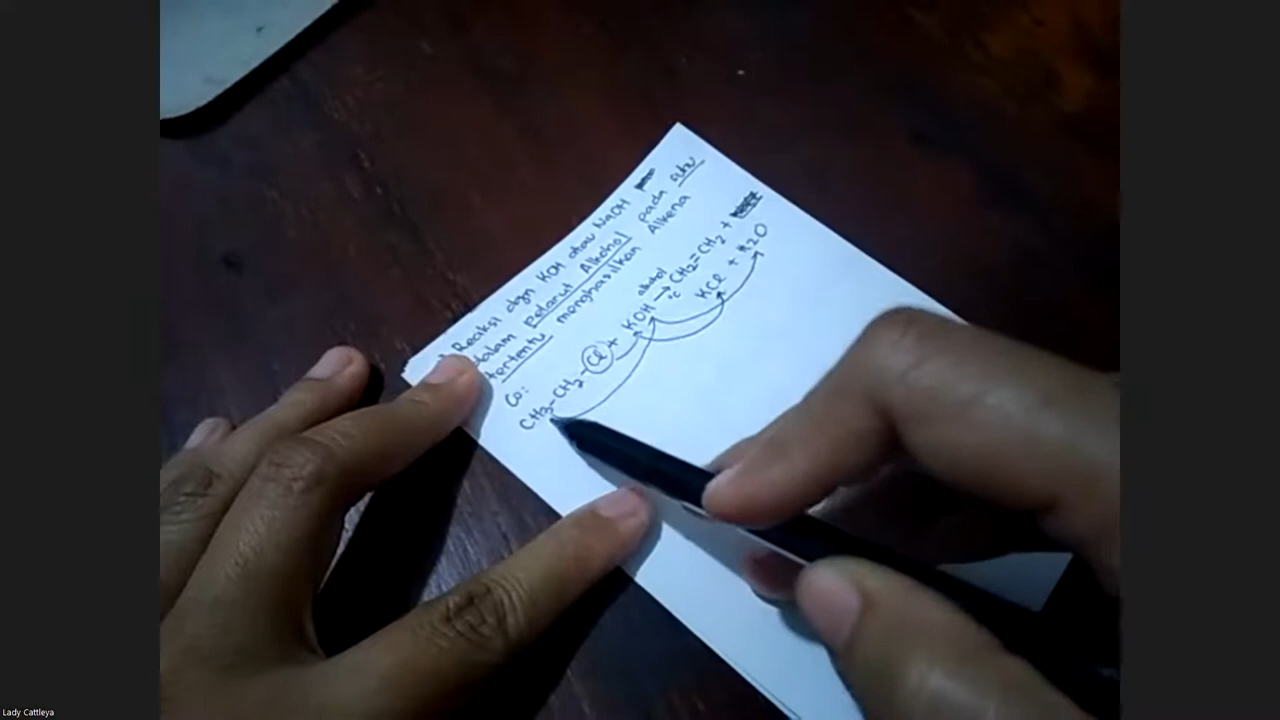 Reaksi dgn KOH atau NaOH
dalam pelarut Alkohol pada suhu
tertentu menghasilkan Alkena
Co:
CH3-CH2-Cl + KOH alkohol → °C CH2=CH2 +
KCl + H2O
Lady Cattleya